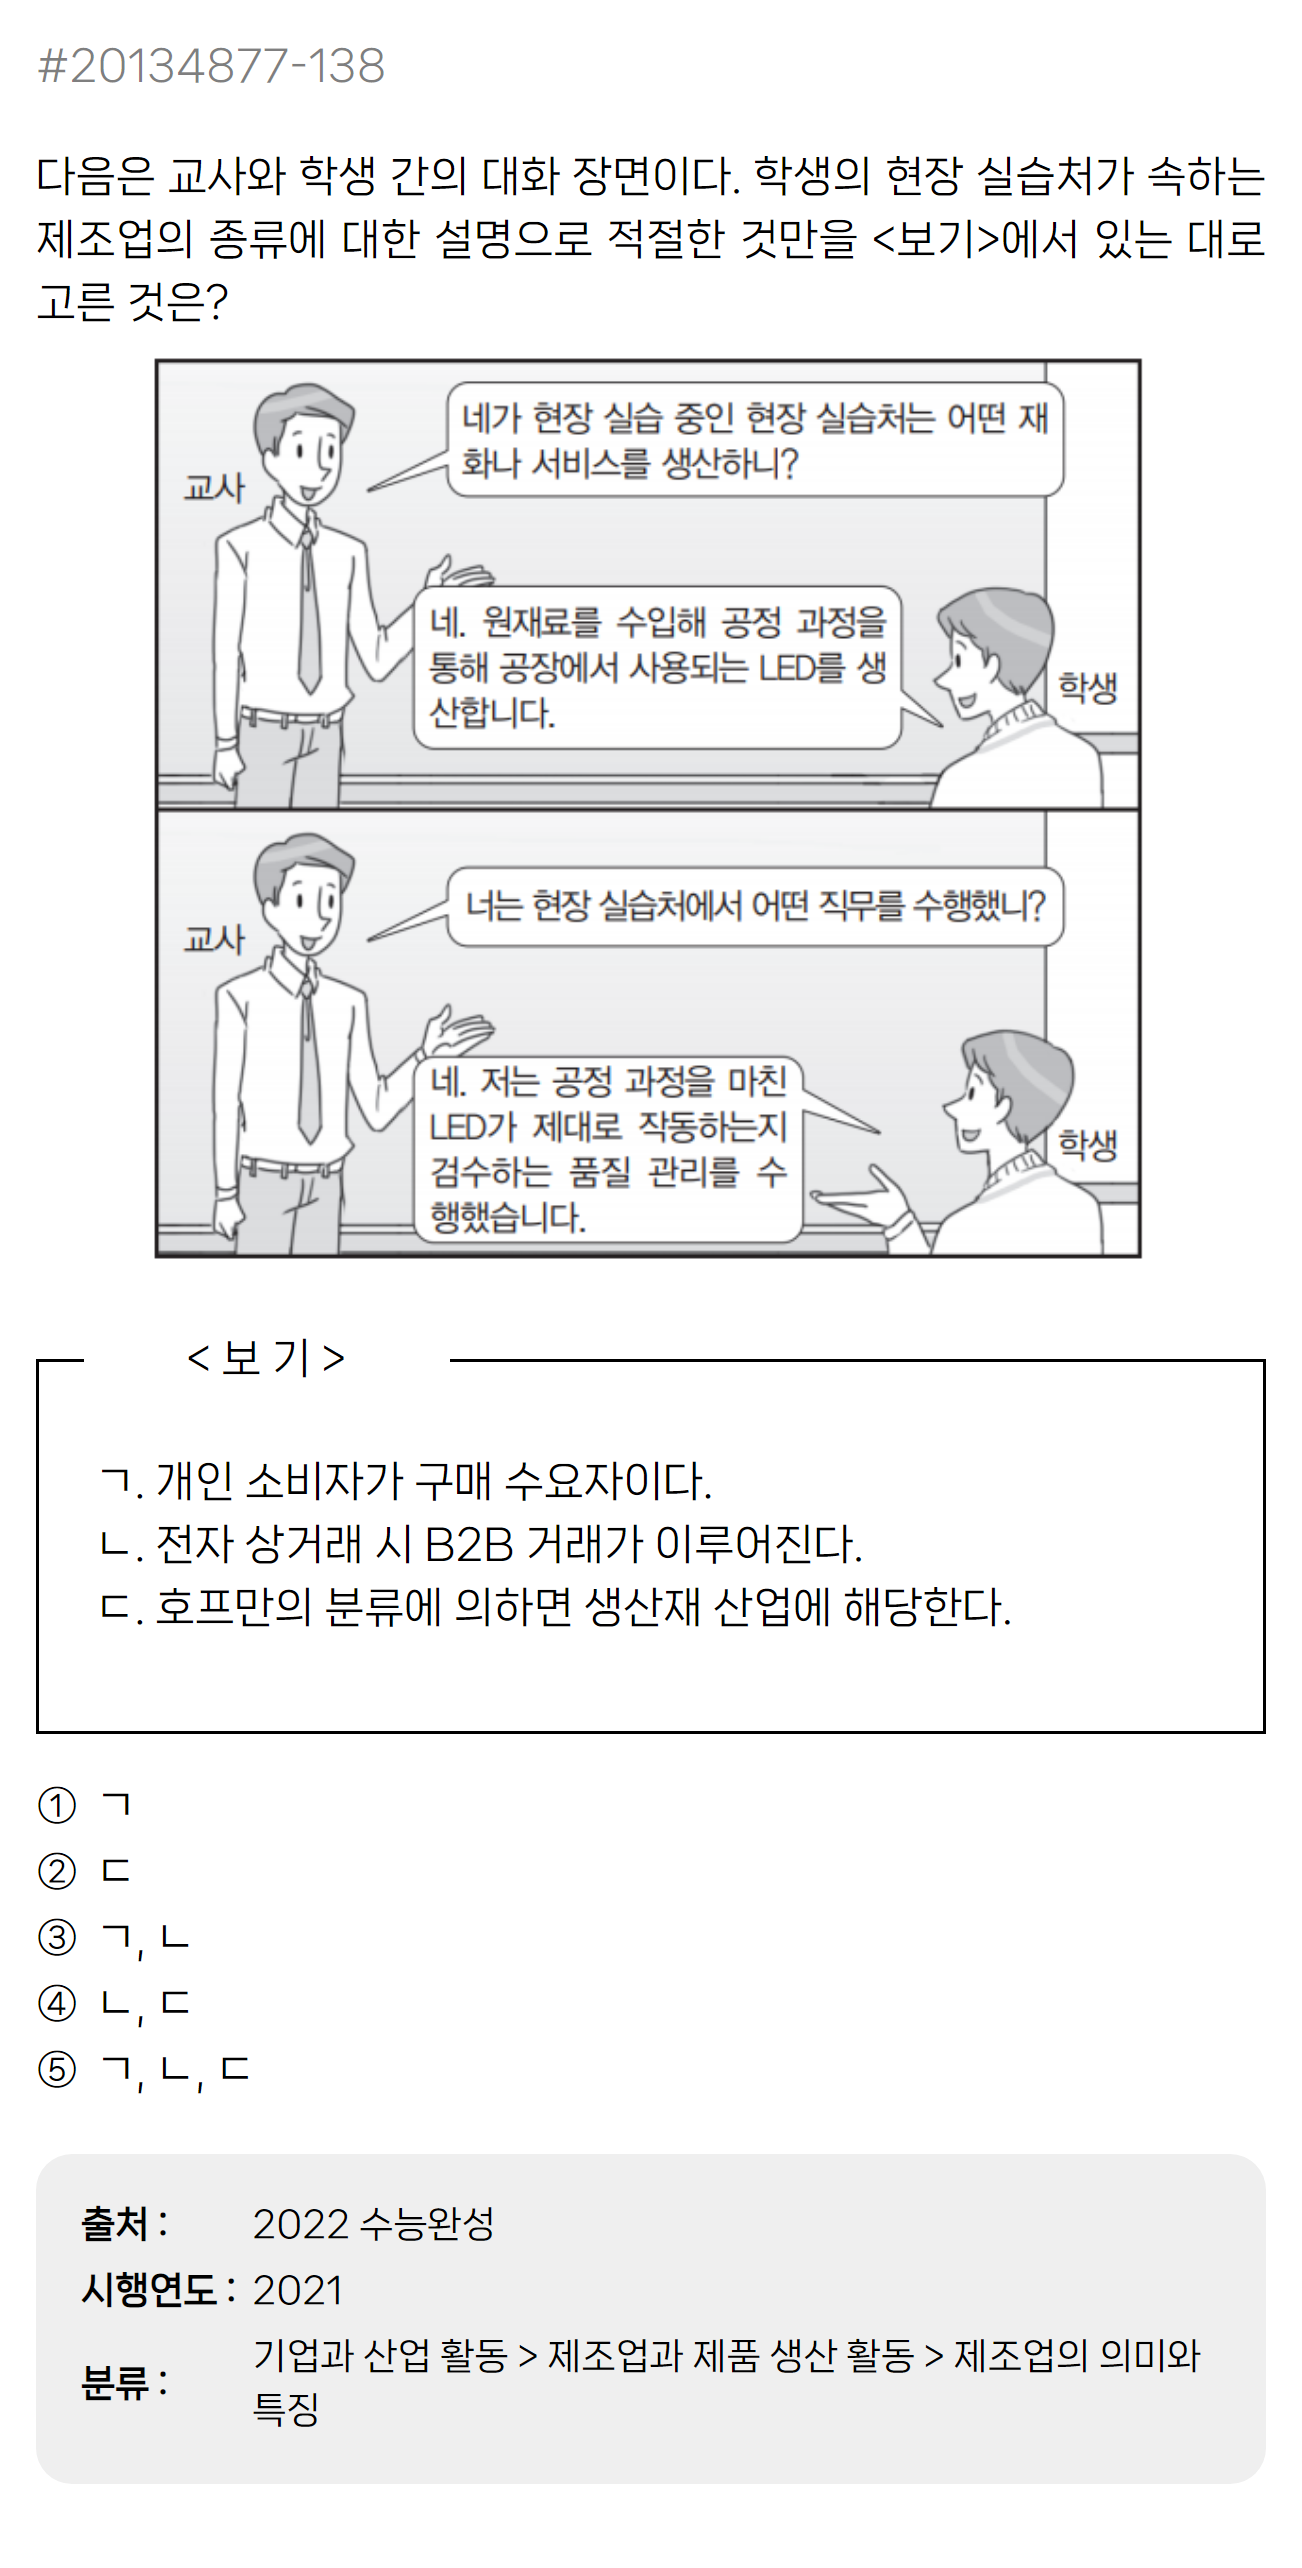 #20134877-138
다음은 교사와 학생 간의 대화 장면이다. 학생의 현장 실습처가 속하는
제조업의 종류에 대한 설명으로 적절한 것만을 <보기>에서 있는 대로
고른 것은?
네가 현장 실습 중인 현장 실습처는 어떤 재
화나 서비스를 생산하니?
교사
네. 원재료를 수입해 공정 과정을
통해 공장에서 사용되는 LED를 생
산합니다.
학생
너는 현장 실습처에서 어떤 직무를 수행했니?
교사
네. 저는 공정 과정을 마친
LED가 제대로 작동하는지
검수하는 품질 관리를 수
행했습니다.
학생
< 보 기 >
ㄱ. 개인 소비자가 구매 수요자이다.
ㄴ. 전자 상거래 시 B2B 거래가 이루어진다.
ㄷ. 호프만의 분류에 의하면 생산재 산업에 해당한다.
① ㄱ
② ㄷ
③ ㄱ, ㄴ
④ ㄴ, ㄷ
⑤ ㄱ, ㄴ, ㄷ
출처 : 2022 수능완성
시행연도 : 2021
분류 : 기업과 산업 활동 > 제조업과 제품 생산 활동 > 제조업의 의미와
특징